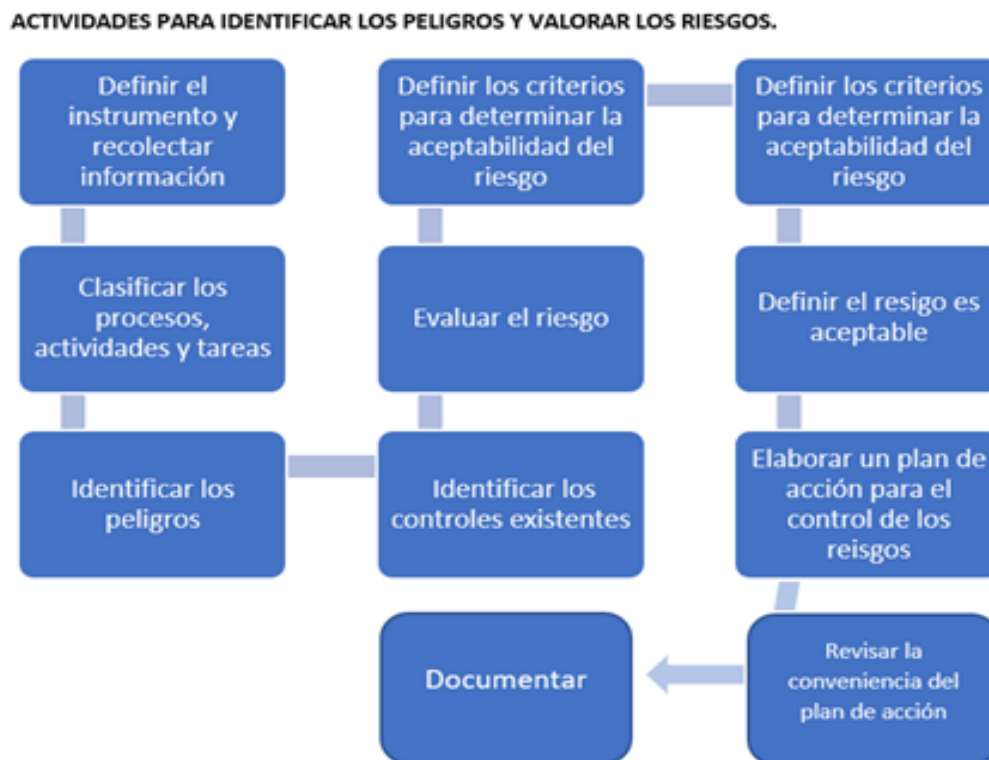 ACTIVIDADES PARA IDENTIFICAR LOS PELIGROS Y VALORAR LOS RIESGOS.
Definir el
instrumento y
recolectar
información
Clasificar los
procesos,
actividades y tareas
Identificar los
peligros
Identificar los
controles existentes
Evaluar el riesgo
Definir los criterios
para determinar la
aceptabilidad del
riesgo
Definir los criterios
para determinar la
aceptabilidad del
riesgo
Definir el resigo es
aceptable
Elaborar un plan de
acción para el
control de los
reisgos
Revisar la
conveniencia del
plan de acción
Documentar